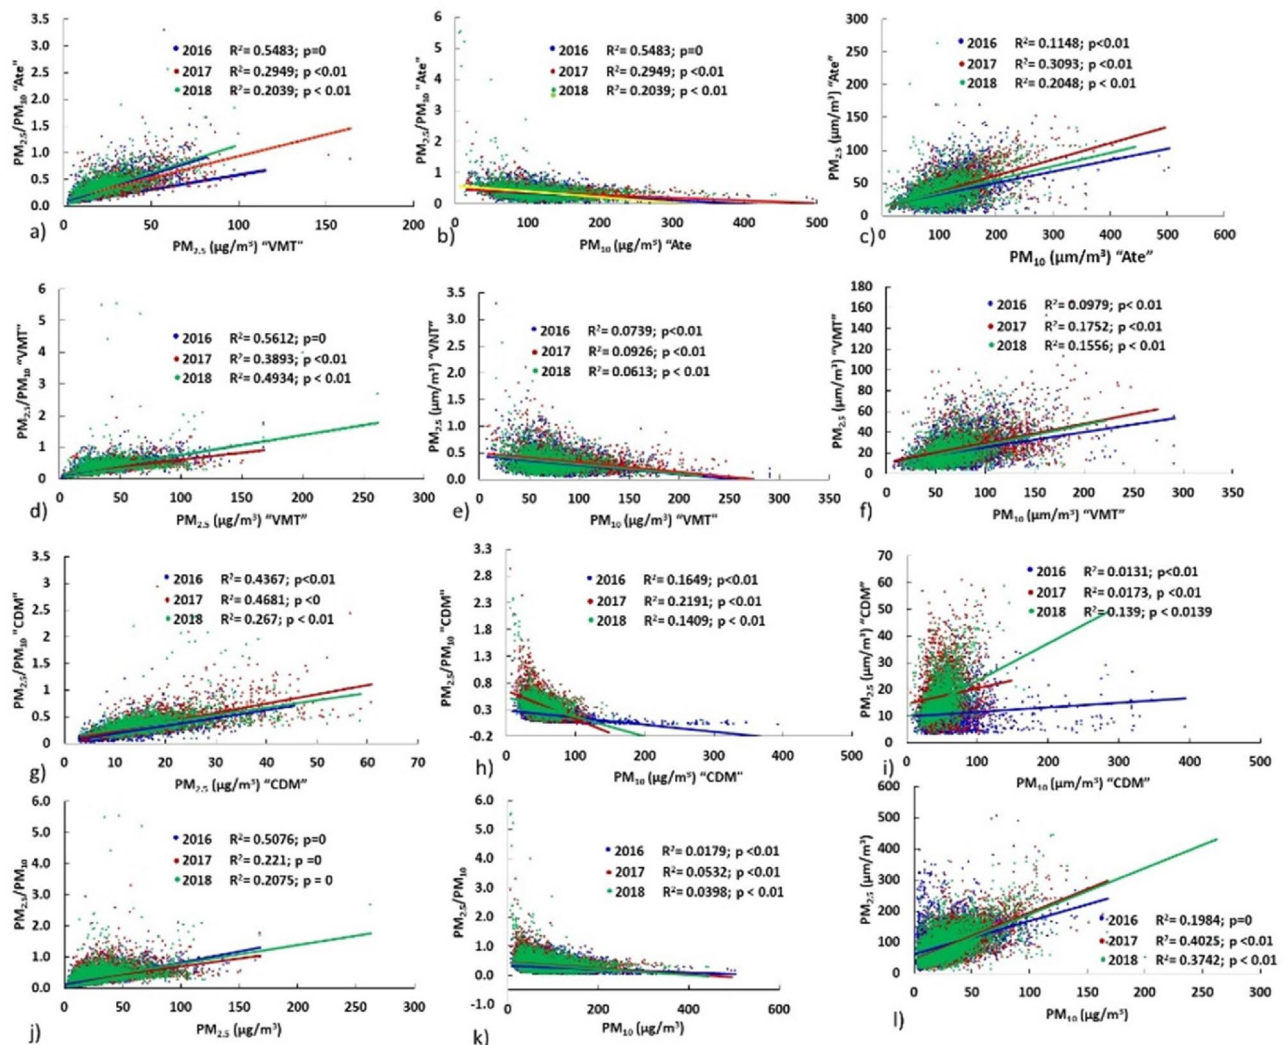 3.5
3.0
2.5
2.0
1.5
1.0
0.5
0.0
0
50
100
150
200
PM2.5/PM10 "Ate"
2016 R²= 0.5483; p=0
2017 R²= 0.2949; p <0.01
2018 R²= 0.2039; p < 0.01
a)
PM2.5 (µg/m³) “VMT”
6
5
4
3
2
1
0
0
100
200
300
400
500
PM2.5/PM10 "Ate"
2016 R²= 0.5483; p=0
2017 R²= 0.2949; p <0.01
2018 R²= 0.2039; p < 0.01
b)
PM10 (µg/m³) “Ate
300
250
200
150
100
50
0
0
100
200
300
400
500
600
PM2.5 (µm/m³) “Ate”
2016 R²= 0.1148; p<0.01
2017 R²= 0.3093; p <0.01
2018 R²= 0.2048; p < 0.01
c)
PM10 (µm/m³) “Ate”
6
5
4
3
2
1
0
0
50
100
150
200
250
300
PM2.5/PM10 “VMT”
2016 R²= 0.5612; p=0
2017 R²= 0.3893; p <0.01
2018 R²= 0.4934; p < 0.01
d)
PM2.5 (µg/m³) “VMT”
3.5
3.0
2.5
2.0
1.5
1.0
0.5
0.0
0
50
100
150
200
250
300
350
PM2.5 (µm/m³) “VNT”
2016 R²= 0.0739; p<0.01
2017 R²= 0.0926; p <0.01
2018 R²= 0.0613; p < 0.01
e)
PM10 (µg/m³) “VMT”
180
160
140
120
100
80
60
40
20
0
0
50
100
150
200
250
300
350
PM2.5 (µm/m³) “VMT”
2016 R²= 0.0979; p< 0.01
2017 R²= 0.1752; p <0.01
2018 R²= 0.1556; p < 0.01
f)
PM10 (µm/m³) “VMT”
3.5
3
2.5
2
1.5
1
0.5
0
0
10
20
30
40
50
60
70
PM2.5/PM10 "CDM"
2016 R²= 0.4367; p<0.01
2017 R²= 0.4681; p <0
2018 R²= 0.267; p < 0.01
g)
PM2.5 (µg/m³) “CDM”
3.3
2.8
2.3
1.8
1.3
0.8
0.3
-0.2
0
100
200
300
400
500
PM2.5/PM10 "CDM"
2016 R²= 0.1649; p<0.01
2017 R²= 0.2191; p <0.01
2018 R²= 0.1409; p < 0.01
h)
PM10 (µg/m³) “CDM”
70
60
50
40
30
20
10
0
0
100
200
300
400
500
PM2.5 (µm/m³) “CDM”
2016 R²= 0.0131; p<0.01
2017 R²= 0.0173, p <0.01
2018 R²= 0.139; p < 0.0139
i)
PM10 (µm/m³) “CDM”
6.0
5.0
4.0
3.0
2.0
1.0
0.0
0
50
100
150
200
250
300
PM2.5/PM10
2016 R²= 0.5076; p=0
2017 R²= 0.221; p =0
2018 R²= 0.2075; p = 0
j)
PM2.5 (µg/m³)
6.0
5.0
4.0
3.0
2.0
1.0
0.0
-1.0
0
200
400
600
PM2.5/PM10
2016 R²= 0.0179; p <0.01
2017 R²= 0.0532; p <0.01
2018 R²= 0.0398; p < 0.01
k)
PM10 (µg/m³)
600
500
400
300
200
100
0
0
50
100
150
200
250
300
PM2.5 (µg/m³)
2016 R²= 0.1984; p=0
2017 R²= 0.4025; p <0.01
2018 R²= 0.3742; p < 0.01
l)
PM10 (µg/m³)